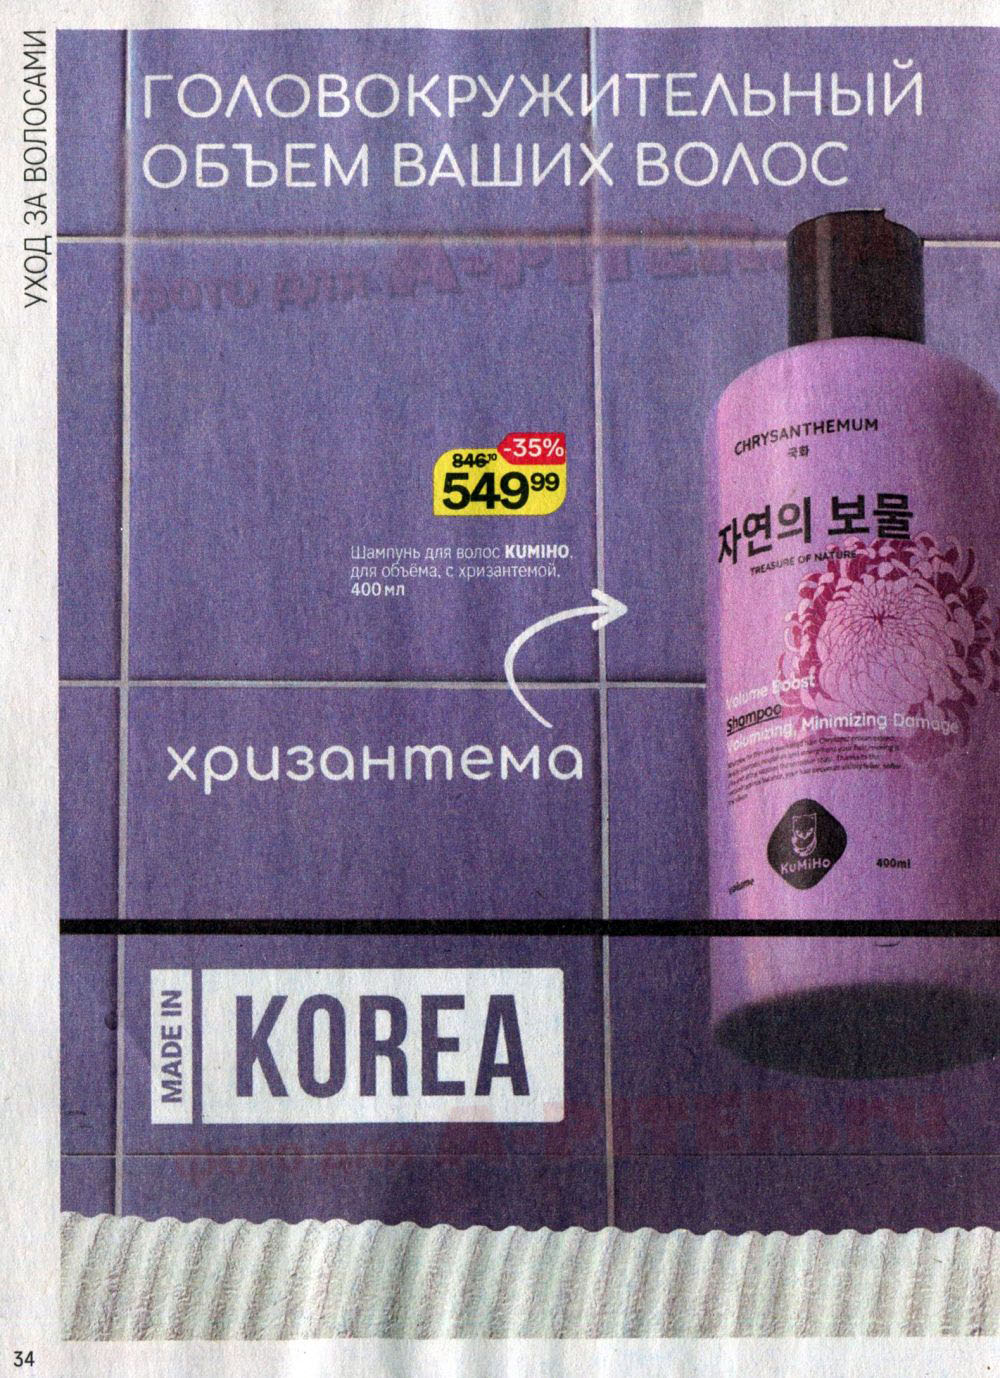 УХОД ЗА ВОЛОСАМИ
ГОЛОВОКРУЖИТЕЛЬНЫЙ
ОБЪЕМ ВАШИХ ВОЛОС
-35%
846¹⁰
549⁹⁹
Шампунь для волос KUMIHO,
для объёма, с хризантемой,
400 мл
хризантема
CHRYSANTHEMUM
국화
자연의 보물
TREASURE OF NATURE
Volume Boost
Shampoo
Volumizing, Minimizing Damage
KuMiHo
400ml
volume
MADE IN
KOREA
34